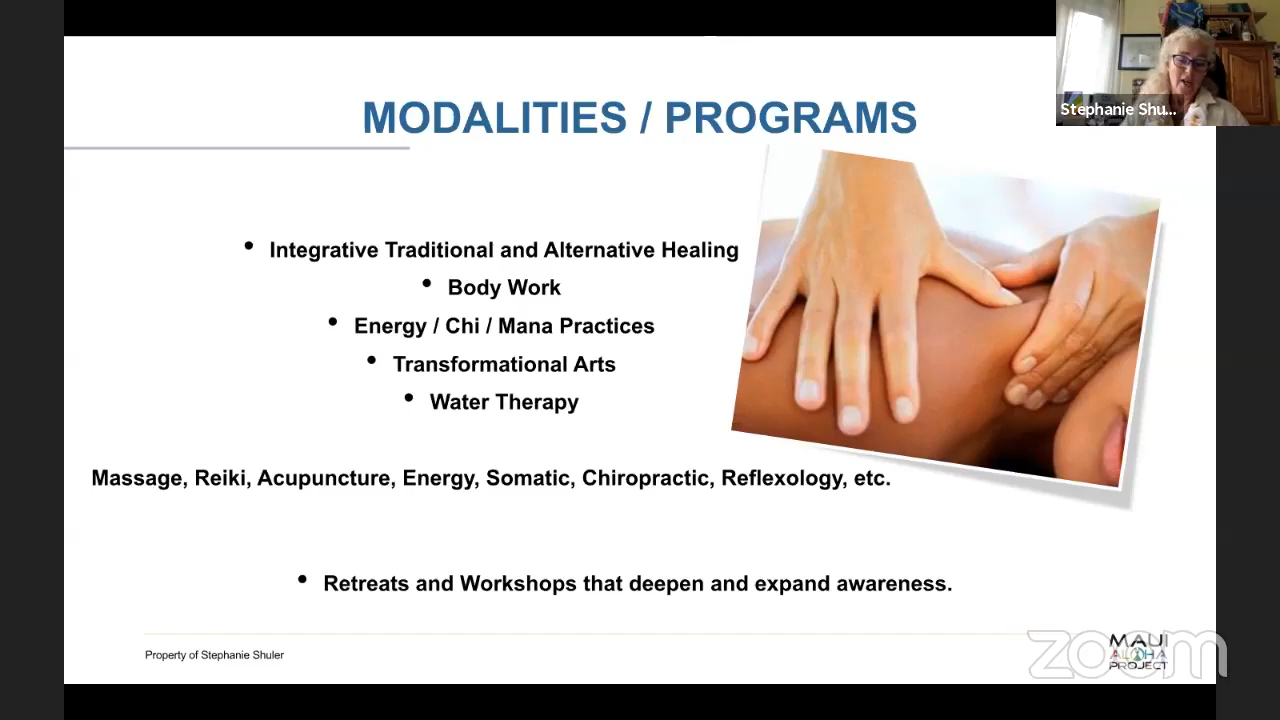 Stephanie Shu...
MODALITIES / PROGRAMS
• Integrative Traditional and Alternative Healing
• Body Work
• Energy / Chi / Mana Practices
• Transformational Arts
• Water Therapy
Massage, Reiki, Acupuncture, Energy, Somatic, Chiropractic, Reflexology, etc.
• Retreats and Workshops that deepen and expand awareness.
Property of Stephanie Shuler
MAUI
ALOHA
PROJECT
zoom